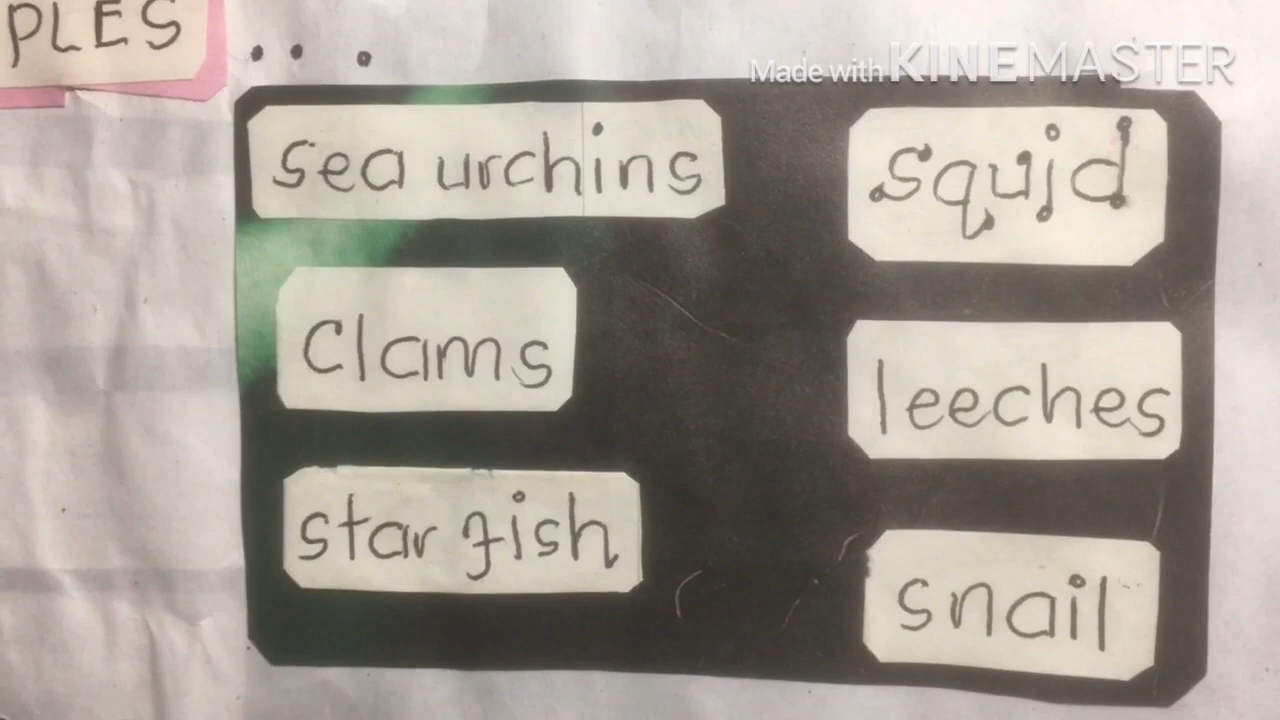 PLES ...
Made with KINEMASTER
sea urchins
squid
Clams
leeches
star fish
snail